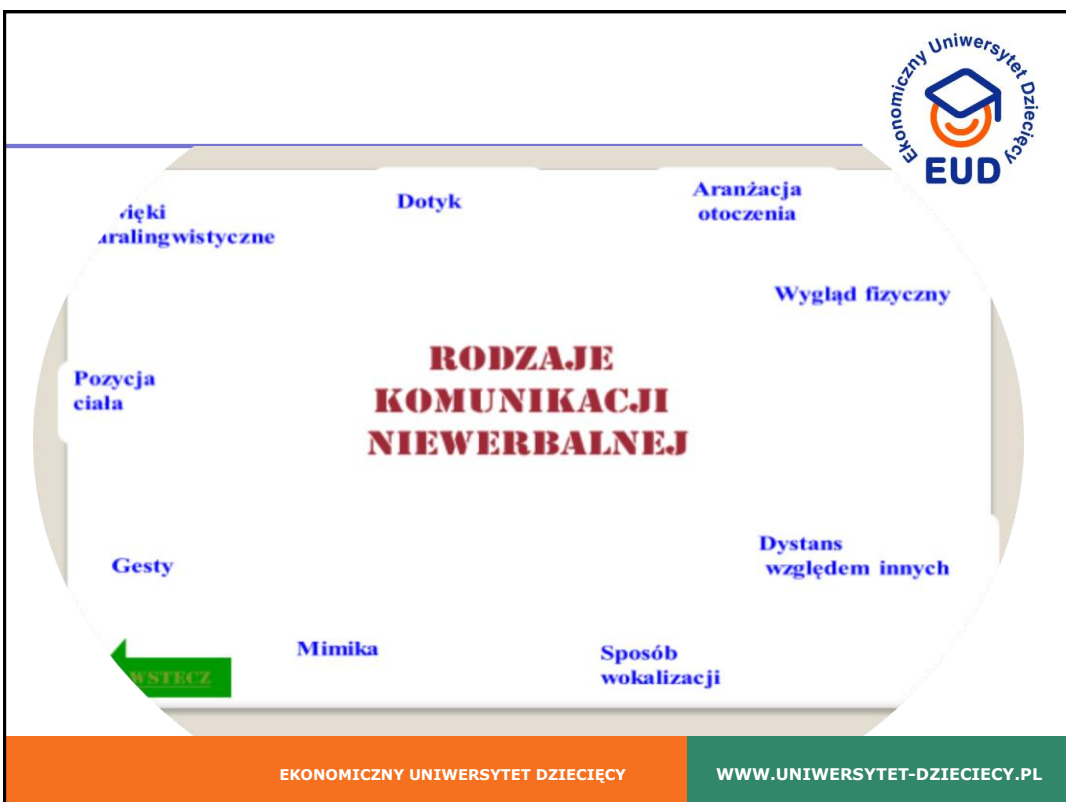 Ekonomiczny Uniwersytet Dziecięcy
EUD
Dotyk
Aranżacja
otoczenia
Wygląd fizyczny
RODZAJE
KOMUNIKACJI
NIEWERBALNEJ
Pozycja
ciała
Dystans
względem innych
Gesty
Mimika
Sposób
wokalizacji
WSTECZ
EKONOMICZNY UNIWERSYTET DZIECIĘCY
WWW.UNIWERSYTET-DZIECIECY.PL